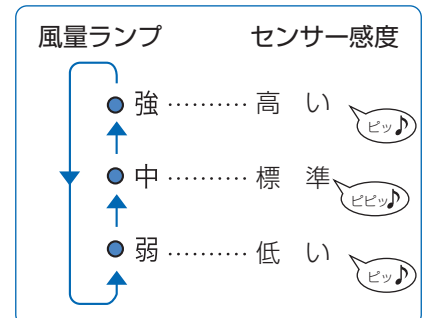 風量ランプ センサー感度
強 ‥‥‥‥‥ 高 い ピッ♪
中 ‥‥‥‥‥ 標 準 ピピッ♪
弱 ‥‥‥‥‥ 低 い ピッ♪